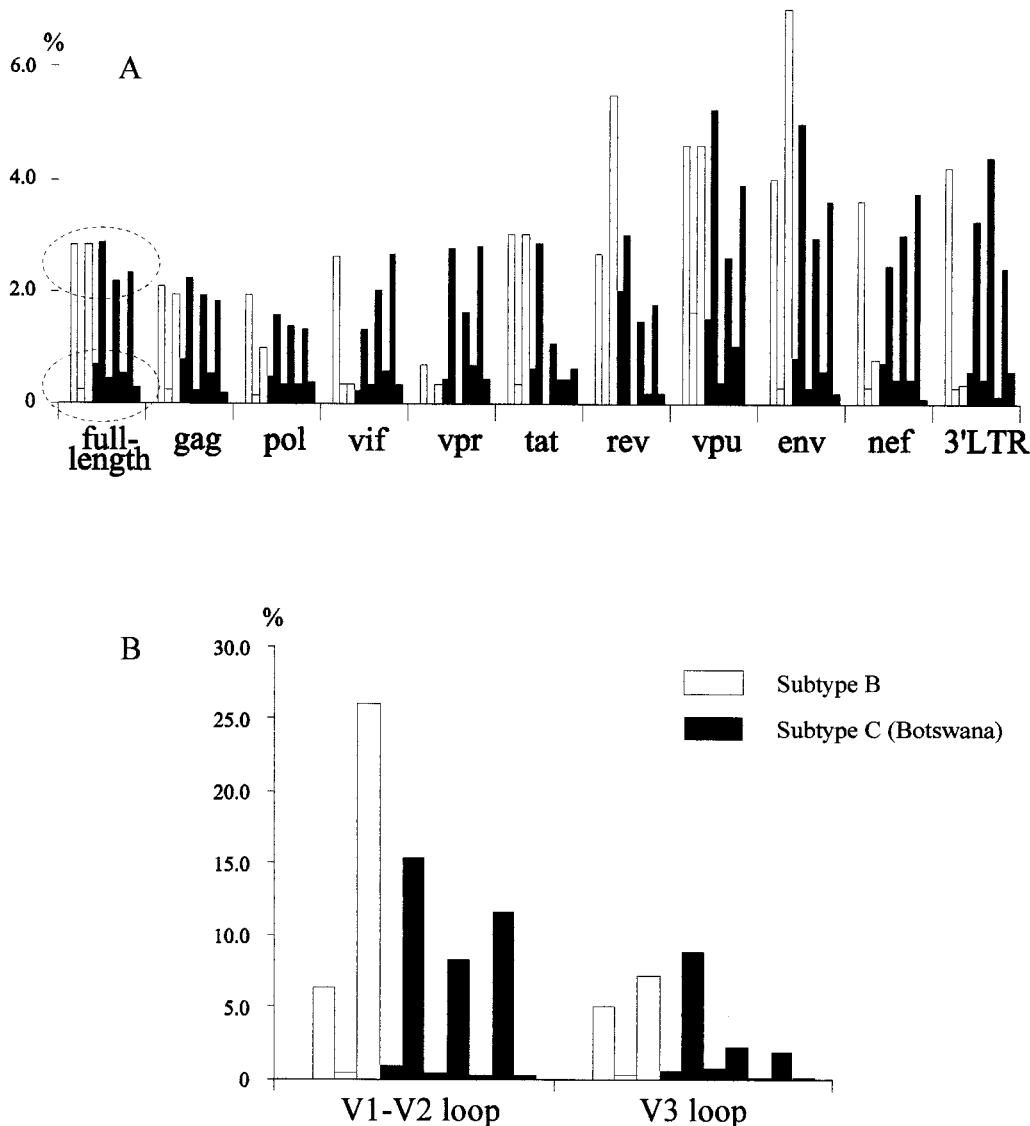 %
A
6.0
4.0
2.0
0
full-length
gag
pol
vif
vpr
tat
rev
vpu
env
nef
3'LTR
B
%
30.0
25.0
20.0
15.0
10.0
5.0
0
Subtype B
Subtype C (Botswana)
V1-V2 loop
V3 loop